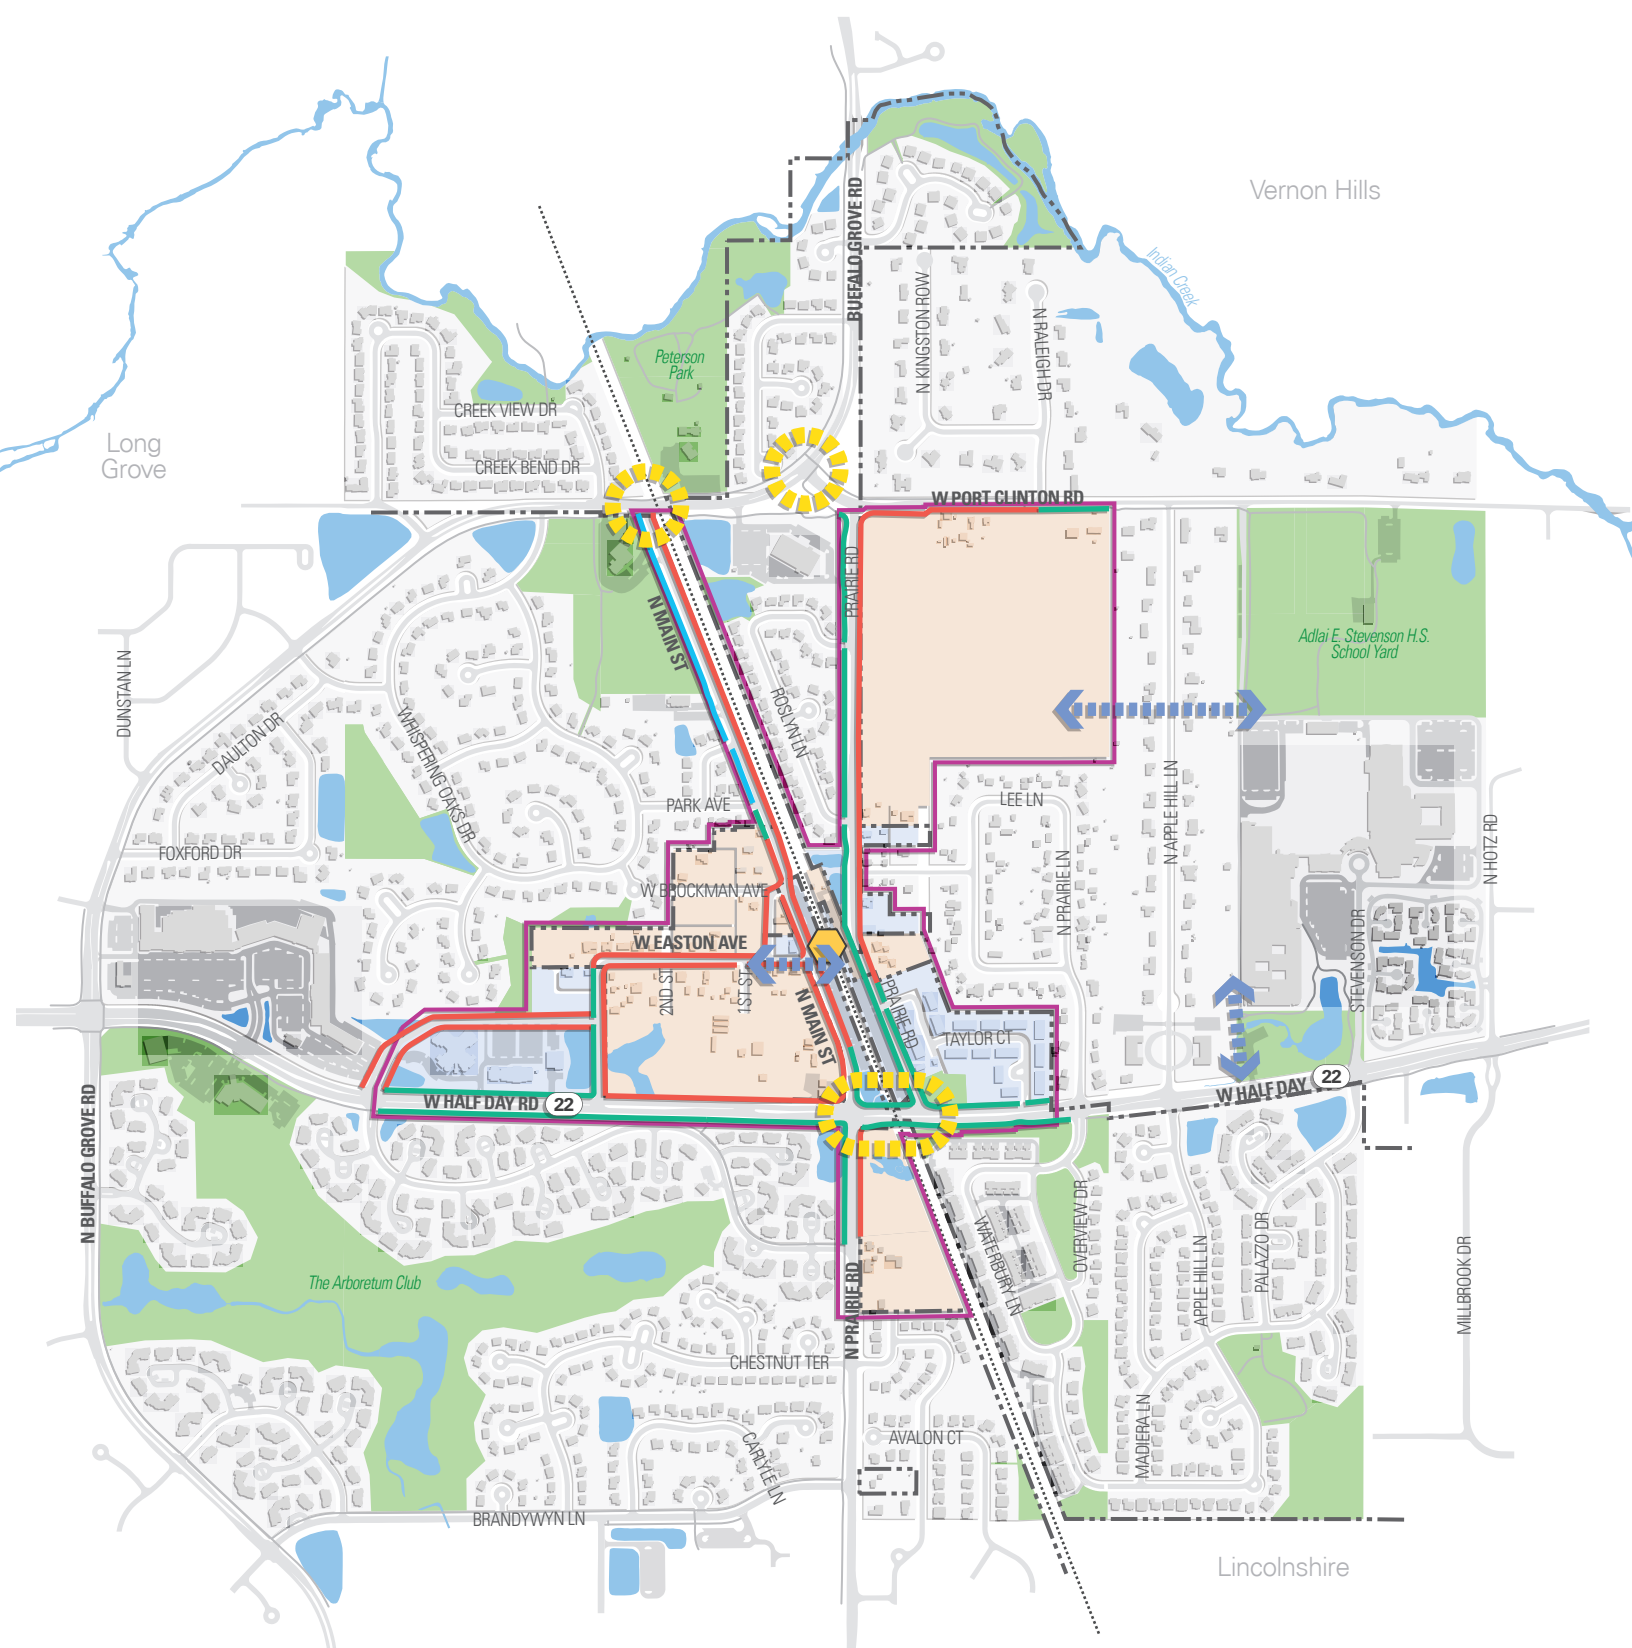 Vernon Hills
BUFFALO GROVE RD
Indian Creek
N KINGSTON ROW
N RALEIGH DR
Peterson
Park
CREEK VIEW DR
Long
Grove
CREEK BEND DR
W PORT CLINTON RD
PRAIRIE RD
N MAIN ST
Adlai E. Stevenson H.S.
School Yard
DUNSTAN LN
DAULTON DR
WHISPERING OAKS DR
ROSLYN LN
PARK AVE
LEE LN
N APPLE HILL LN
N HOTZ RD
FOXFORD DR
N PRAIRIE LN
W BROCKMAN AVE
W EASTON AVE
2ND ST
1ST ST
STEVENSON DR
N MAIN ST
PRAIRIE RD
TAYLOR CT
W HALF DAY RD 22
W HALF DAY 22
N BUFFALO GROVE RD
OVERVIEW DR
WATERBURY LN
APPLE HILL LN
PALAZZO DR
MILLBROOK DR
The Arboretum Club
N PRAIRIE RD
CHESTNUT TER
MADIERA LN
CARLYLE LN
AVALON CT
BRANDYWYN LN
Lincolnshire